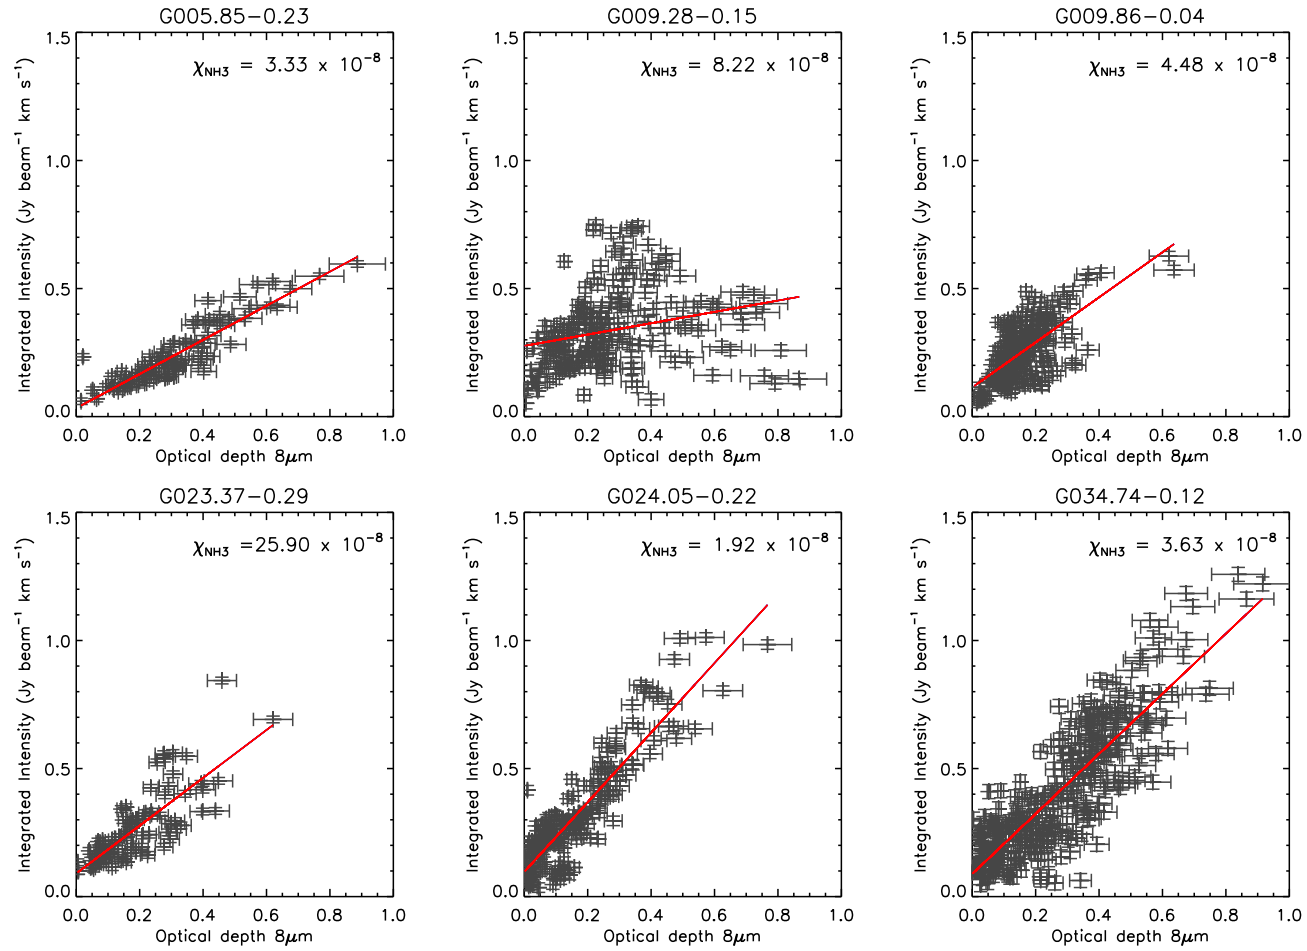 G005.85−0.23
G009.28−0.15
G009.86−0.04
χNH3 = 3.33 x 10−8
χNH3 = 8.22 x 10−8
χNH3 = 4.48 x 10−8
1.5
1.0
0.5
0.0
Integrated Intensity (Jy beam−1 km s−1)
0.0 0.2 0.4 0.6 0.8 1.0
Optical depth 8μm
1.5
1.0
0.5
0.0
Integrated Intensity (Jy beam−1 km s−1)
0.0 0.2 0.4 0.6 0.8 1.0
Optical depth 8μm
1.5
1.0
0.5
0.0
Integrated Intensity (Jy beam−1 km s−1)
0.0 0.2 0.4 0.6 0.8 1.0
Optical depth 8μm
G023.37−0.29
G024.05−0.22
G034.74−0.12
χNH3 =25.90 x 10−8
χNH3 = 1.92 x 10−8
χNH3 = 3.63 x 10−8
1.5
1.0
0.5
0.0
Integrated Intensity (Jy beam−1 km s−1)
0.0 0.2 0.4 0.6 0.8 1.0
Optical depth 8μm
1.5
1.0
0.5
0.0
Integrated Intensity (Jy beam−1 km s−1)
0.0 0.2 0.4 0.6 0.8 1.0
Optical depth 8μm
1.5
1.0
0.5
0.0
Integrated Intensity (Jy beam−1 km s−1)
0.0 0.2 0.4 0.6 0.8 1.0
Optical depth 8μm